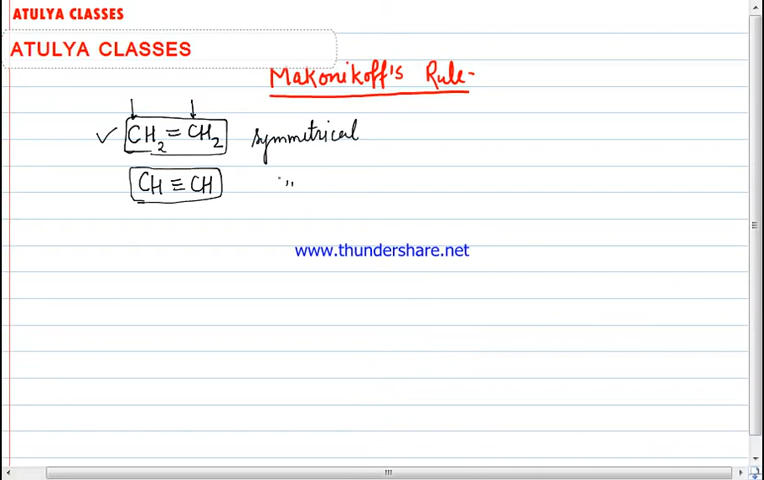 ATULYA CLASSES
ATULYA CLASSES
Makonikoff's Rule-
CH₂ = CH₂ symmetrical
CH ≡ CH "
www.thundershare.net